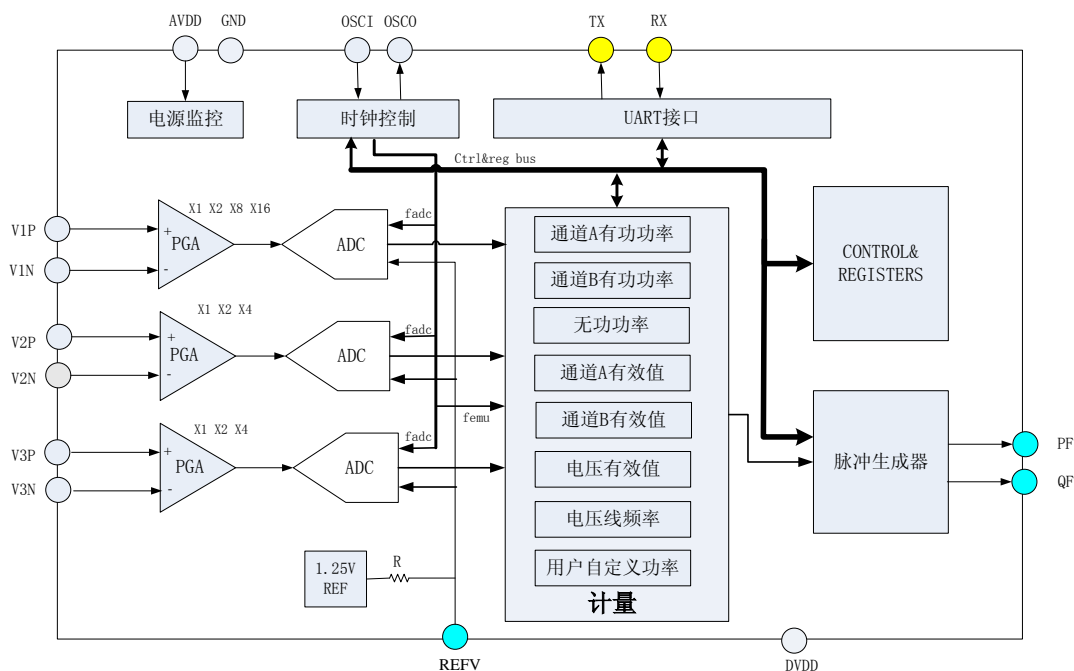 AVDD
GND
OSCI
OSCO
TX
RX
电源监控
时钟控制
UART接口
Ctrl&reg bus
X1 X2 X8 X16
V1P
+
PGA
-
V1N
ADC
fadc
X1 X2 X4
V2P
+
PGA
-
V2N
ADC
fadc
femu
X1 X2 X4
V3P
+
PGA
-
V3N
ADC
fadc
通道A有功功率
通道B有功功率
无功功率
通道A有效值
通道B有效值
电压有效值
电压线频率
用户自定义功率
计量
CONTROL&
REGISTERS
脉冲生成器
PF
QF
1.25V
REF
R
REFV
DVDD